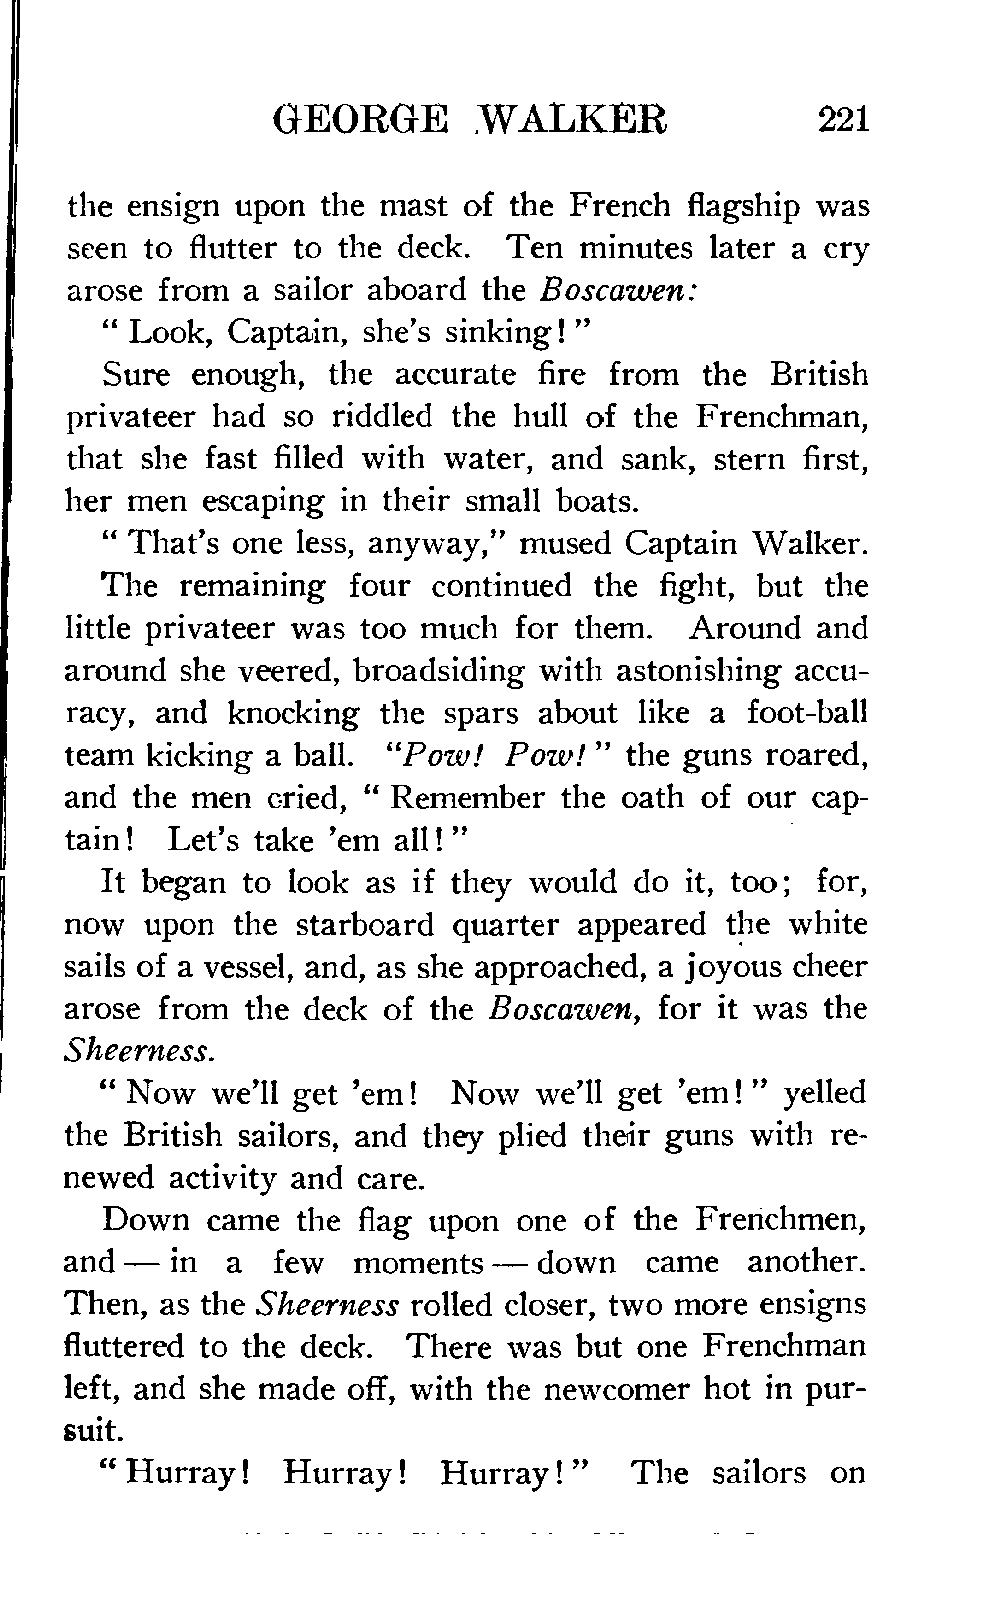 GEORGE WALKER 221
the ensign upon the mast of the French flagship was
seen to flutter to the deck. Ten minutes later a cry
arose from a sailor aboard the Boscawen:
“ Look, Captain, she’s sinking! ”
Sure enough, the accurate fire from the British
privateer had so riddled the hull of the Frenchman,
that she fast filled with water, and sank, stern first,
her men escaping in their small boats.
“ That’s one less, anyway,” mused Captain Walker.
The remaining four continued the fight, but the
little privateer was too much for them. Around and
around she veered, broadsiding with astonishing accu-
racy, and knocking the spars about like a foot-ball
team kicking a ball. “Pow! Pow! ” the guns roared,
and the men cried, “ Remember the oath of our cap-
tain! Let’s take ’em all! ”
It began to look as if they would do it, too; for,
now upon the starboard quarter appeared the white
sails of a vessel, and, as she approached, a joyous cheer
arose from the deck of the Boscawen, for it was the
Sheerness.
“ Now we’ll get ’em! Now we’ll get ’em! ” yelled
the British sailors, and they plied their guns with re-
newed activity and care.
Down came the flag upon one of the Frenchmen,
and — in a few moments — down came another.
Then, as the Sheerness rolled closer, two more ensigns
fluttered to the deck. There was but one Frenchman
left, and she made off, with the newcomer hot in pur-
suit.
“ Hurray! Hurray! Hurray! ” The sailors on